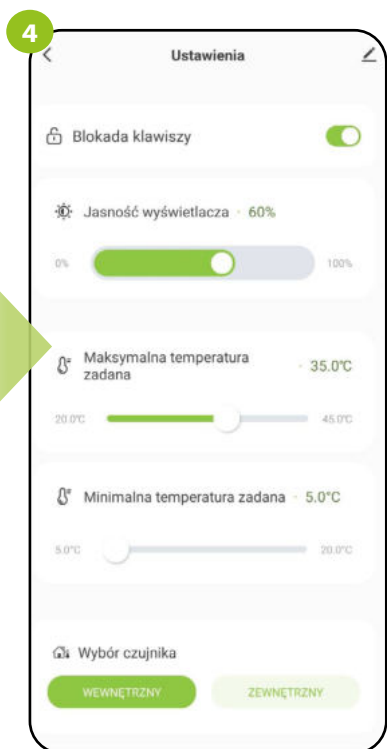 4
Ustawienia
Blokada klawiszy
Jasność wyświetlacza · 60%
0% 100%
Maksymalna temperatura
zadana · 35.0°C
20.0°C 45.0°C
Minimalna temperatura zadana · 5.0°C
5.0°C 20.0°C
Wybór czujnika
WEWNĘTRZNY ZEWNĘTRZNY